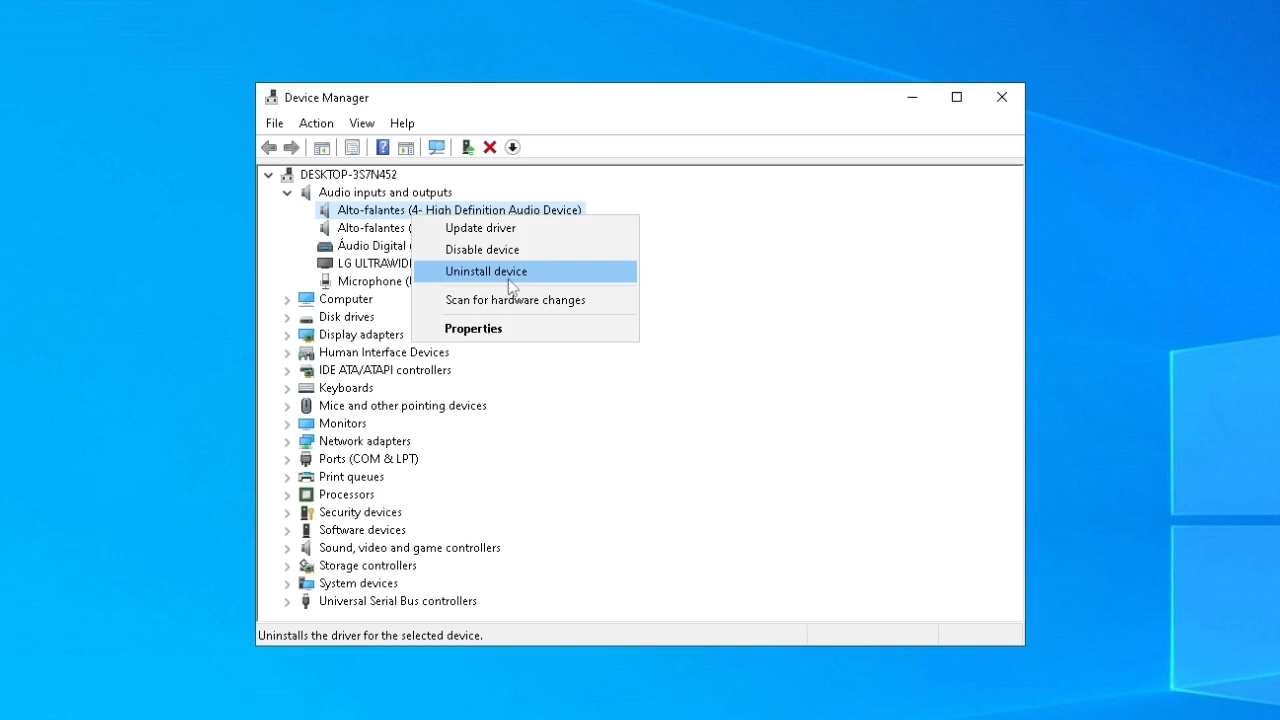 Device Manager
File Action View Help
DESKTOP-3S7N452
Audio inputs and outputs
Alto-falantes (4- High Definition Audio Device)
Alto-falantes (
Áudio Digital
LG ULTRAWID
Microphone (
Update driver
Disable device
Uninstall device
Scan for hardware changes
Properties
Computer
Disk drives
Display adapters
Human Interface Devices
IDE ATA/ATAPI controllers
Keyboards
Mice and other pointing devices
Monitors
Network adapters
Ports (COM & LPT)
Print queues
Processors
Security devices
Software devices
Sound, video and game controllers
Storage controllers
System devices
Universal Serial Bus controllers
Uninstalls the driver for the selected device.